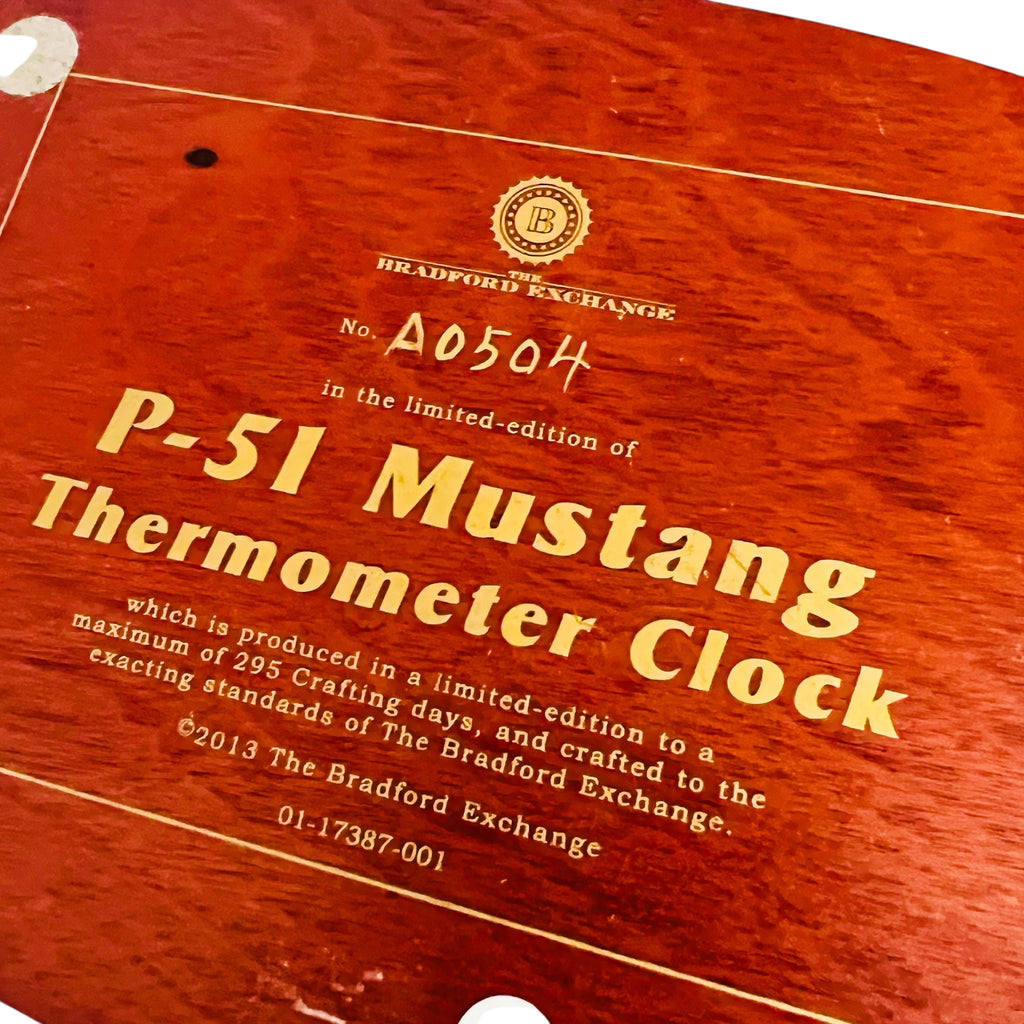 B
THE
BRADFORD EXCHANGE
No. A0504
in the limited-edition of
P-51 Mustang
Thermometer Clock
which is produced in a limited-edition to a
maximum of 295 Crafting days, and crafted to the
exacting standards of The Bradford Exchange.
©2013 The Bradford Exchange
01-17387-001